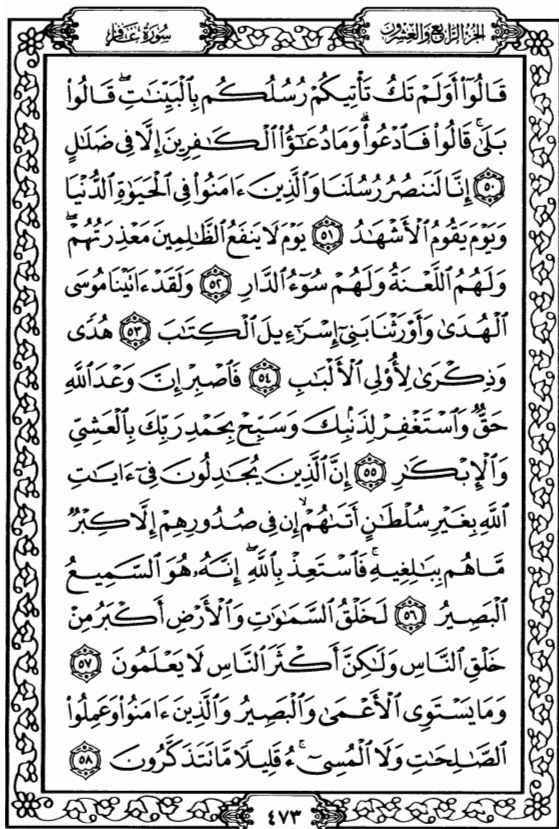 الجزء الرابع والعشرون
سورة غافر
قَالُوٓا۟ أَوَلَمْ تَكُ تَأْتِيكُمْ رُسُلُكُم بِٱلْبَيِّنَٰتِ ۖ قَالُوا۟
بَلَىٰ ۚ قَالُوا۟ فَٱدْعُوا۟ ۗ وَمَا دُعَٰٓؤُا۟ ٱلْكَٰفِرِينَ إِلَّا فِى ضَلَٰلٍ
٥٠ إِنَّا لَنَنصُرُ رُسُلَنَا وَٱلَّذِينَ ءَامَنُوا۟ فِى ٱلْحَيَوٰةِ ٱلدُّنْيَا
وَيَوْمَ يَقُومُ ٱلْأَشْهَٰدُ ٥١ يَوْمَ لَا يَنفَعُ ٱلظَّٰلِمِينَ مَعْذِرَتُهُمْ ۖ
وَلَهُمُ ٱللَّعْنَةُ وَلَهُمْ سُوٓءُ ٱلدَّارِ ٥٢ وَلَقَدْ ءَاتَيْنَا مُوسَى
ٱلْهُدَىٰ وَأَوْرَثْنَا بَنِىٓ إِسْرَٰٓءِيلَ ٱلْكِتَٰبَ ٥٣ هُدًى
وَذِكْرَىٰ لِأُو۟لِى ٱلْأَلْبَٰبِ ٥٤ فَٱصْبِرْ إِنَّ وَعْدَ ٱللَّهِ
حَقٌّ وَٱسْتَغْفِرْ لِذَنۢبِكَ وَسَبِّحْ بِحَمْدِ رَبِّكَ بِٱلْعَشِىِّ
وَٱلْإِبْكَٰرِ ٥٥ إِنَّ ٱلَّذِينَ يُجَٰدِلُونَ فِىٓ ءَايَٰتِ
ٱللَّهِ بِغَيْرِ سُلْطَٰنٍ أَتَىٰهُمْ ۙ إِن فِى صُدُورِهِمْ إِلَّا كِبْرٌ
مَّا هُم بِبَٰلِغِيهِ ۚ فَٱسْتَعِذْ بِٱللَّهِ ۖ إِنَّهُۥ هُوَ ٱلسَّمِيعُ
ٱلْبَصِيرُ ٥٦ لَخَلْقُ ٱلسَّمَٰوَٰتِ وَٱلْأَرْضِ أَكْبَرُ مِنْ
خَلْقِ ٱلنَّاسِ وَلَٰكِنَّ أَكْثَرَ ٱلنَّاسِ لَا يَعْلَمُونَ ٥٧
وَمَا يَسْتَوِى ٱلْأَعْمَىٰ وَٱلْبَصِيرُ وَٱلَّذِينَ ءَامَنُوا۟ وَعَمِلُوا۟
ٱلصَّٰلِحَٰتِ وَلَا ٱلْمُسِىٓءُ ۚ قَلِيلًا مَّا تَتَذَكَّرُونَ ٥٨
٤٧٣